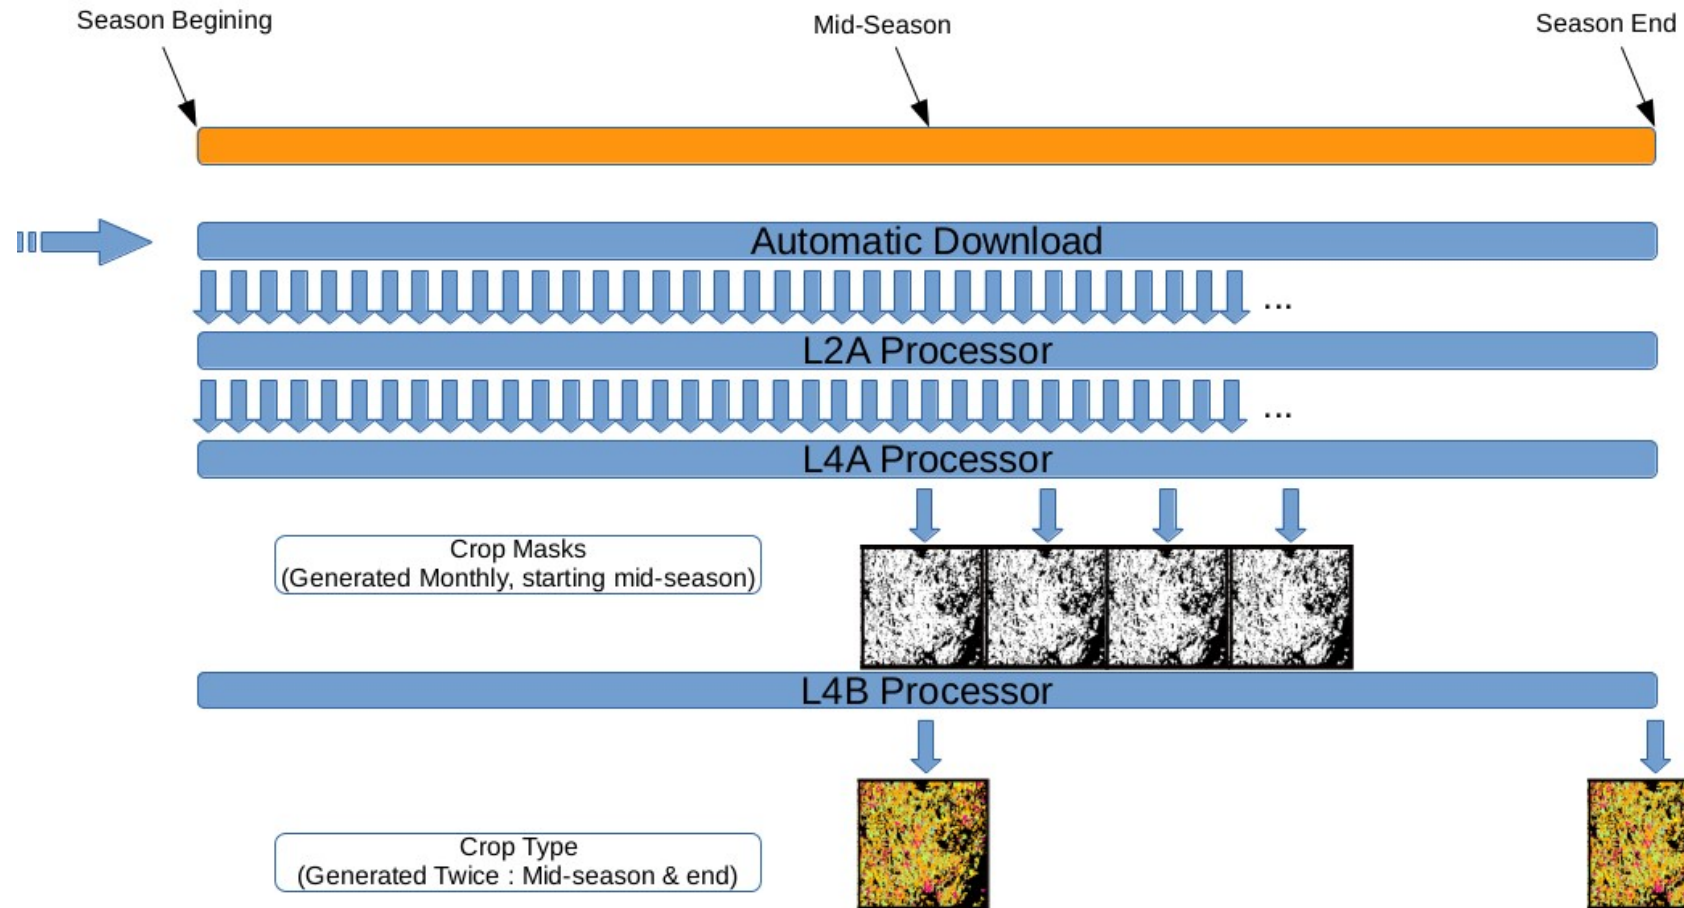 Season Begining
Mid-Season
Season End
Automatic Download
...
L2A Processor
...
L4A Processor
Crop Masks
(Generated Monthly, starting mid-season)
L4B Processor
Crop Type
(Generated Twice : Mid-season & end)